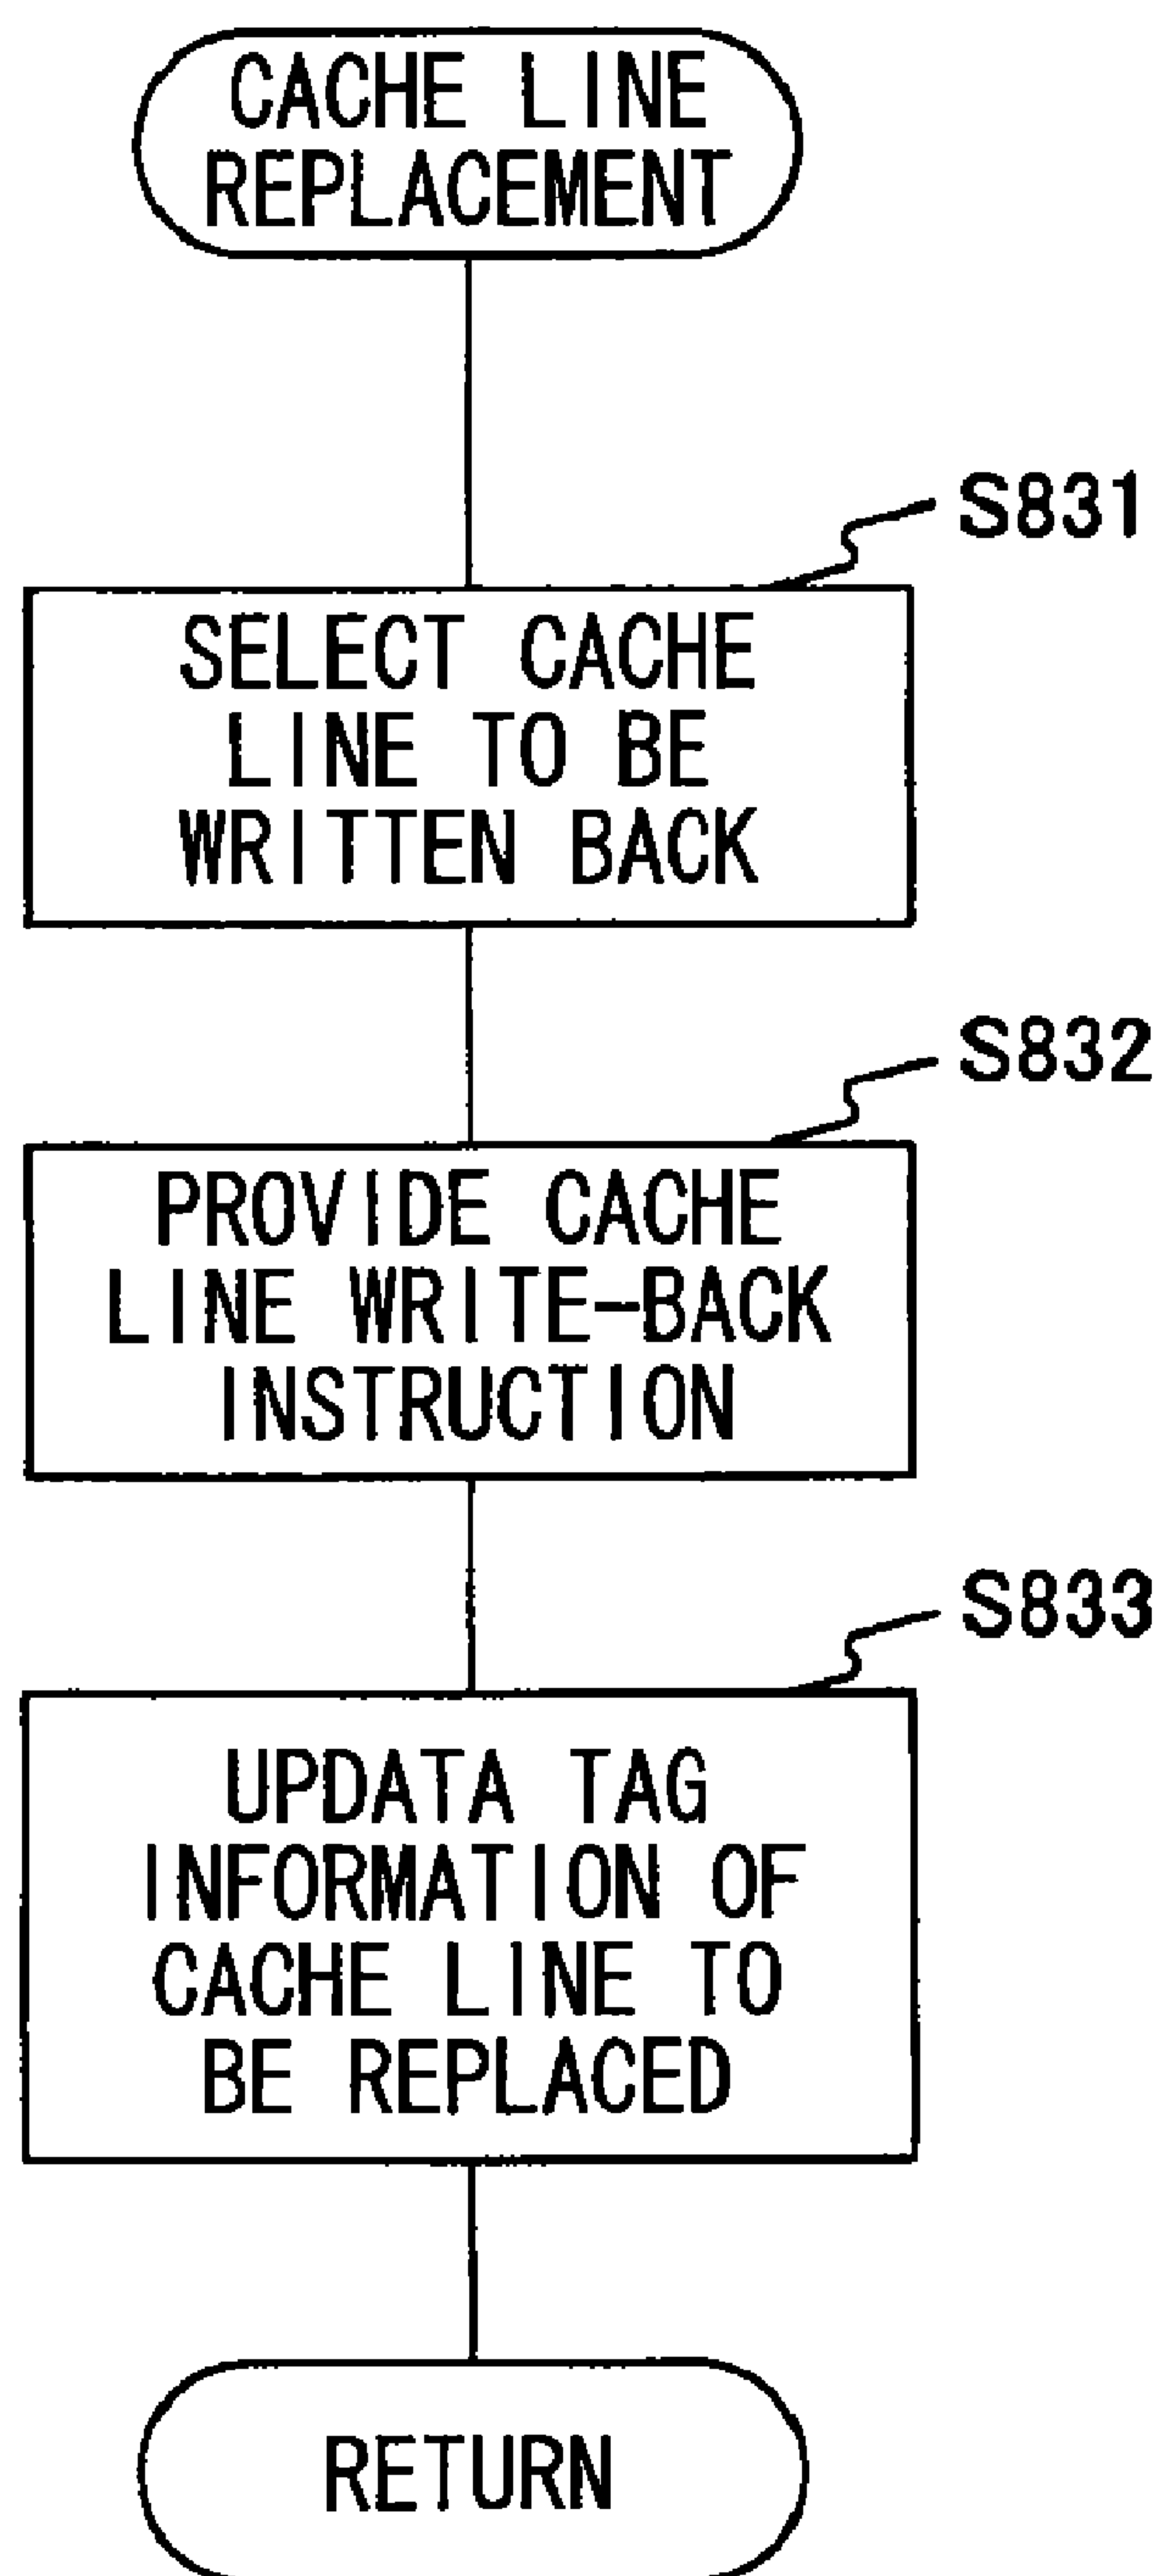 CACHE LINE
REPLACEMENT
S831
SELECT CACHE
LINE TO BE
WRITTEN BACK
S832
PROVIDE CACHE
LINE WRITE-BACK
INSTRUCTION
S833
UPDATA TAG
INFORMATION OF
CACHE LINE TO
BE REPLACED
RETURN